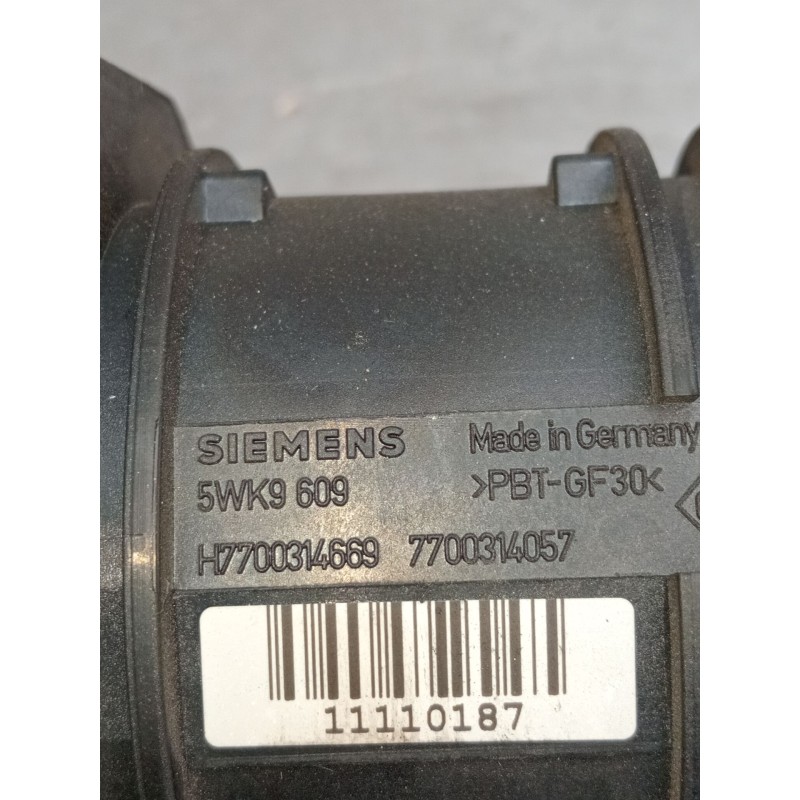 SIEMENS Made in Germany
5WK9 609 >PBT-GF30<
H7700314669 7700314057
11110187